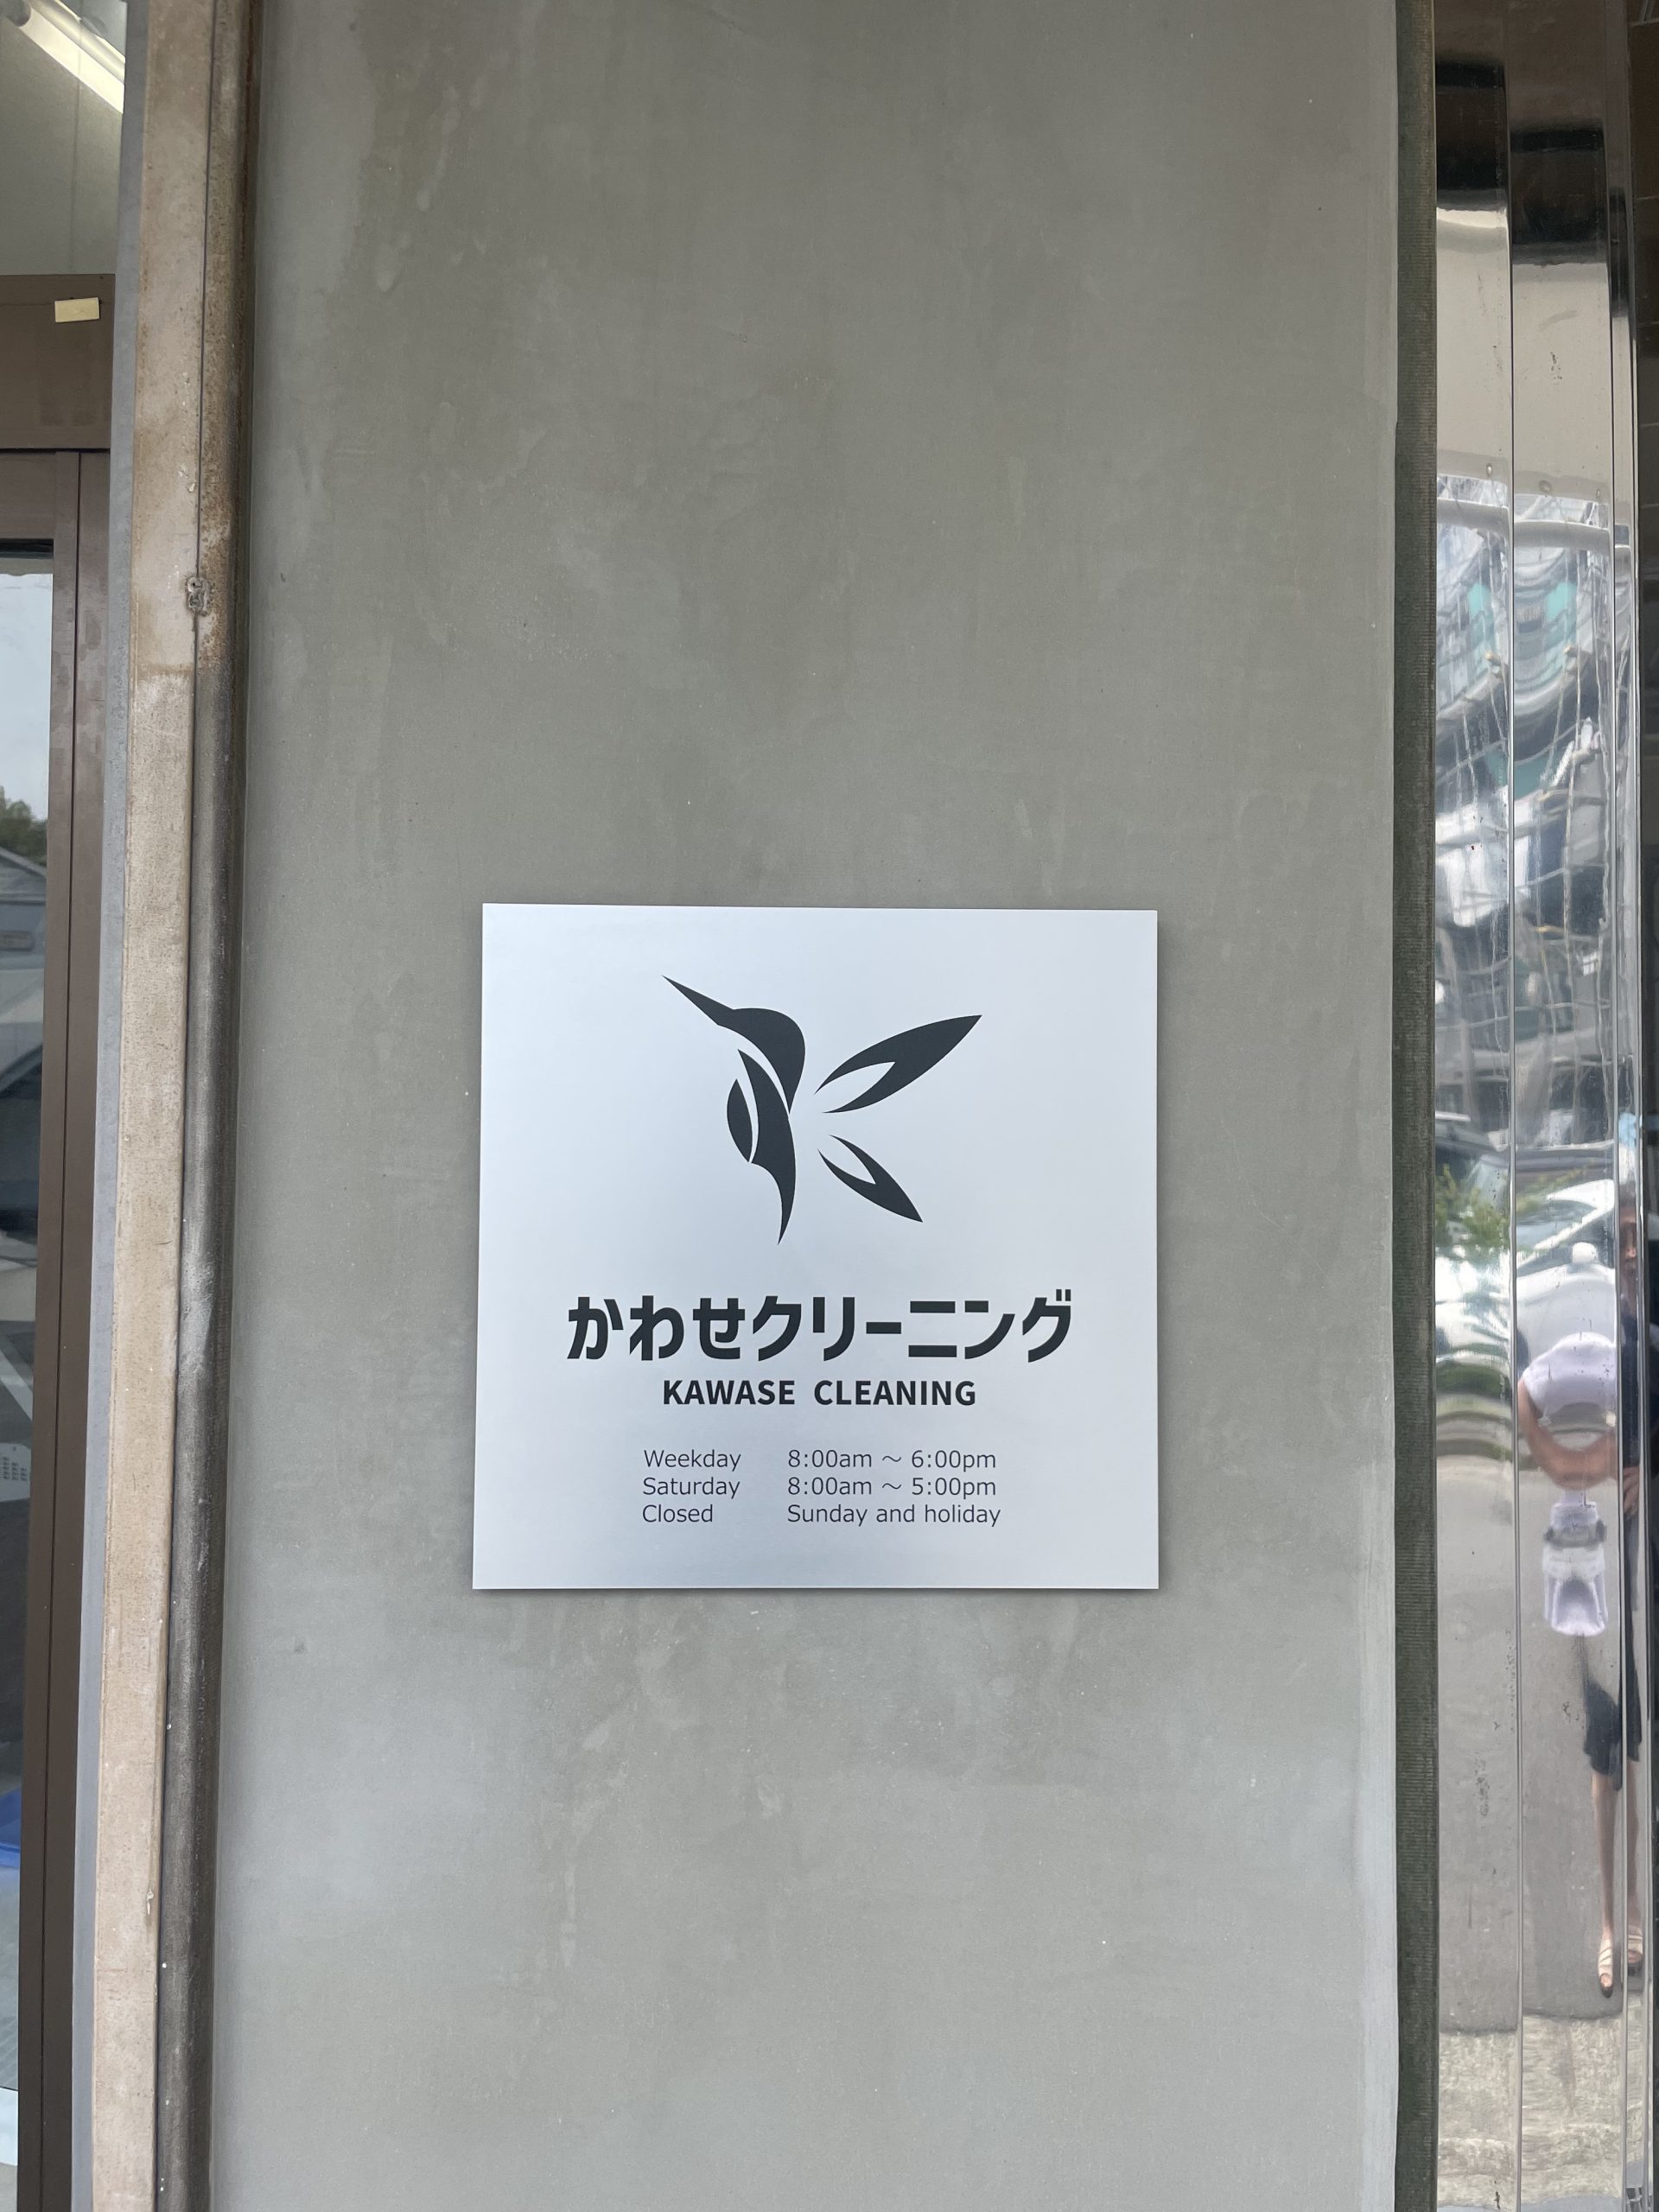 かわせクリーニング
KAWASE CLEANING
Weekday 8:00am ～ 6:00pm
Saturday 8:00am ～ 5:00pm
Closed Sunday and holiday